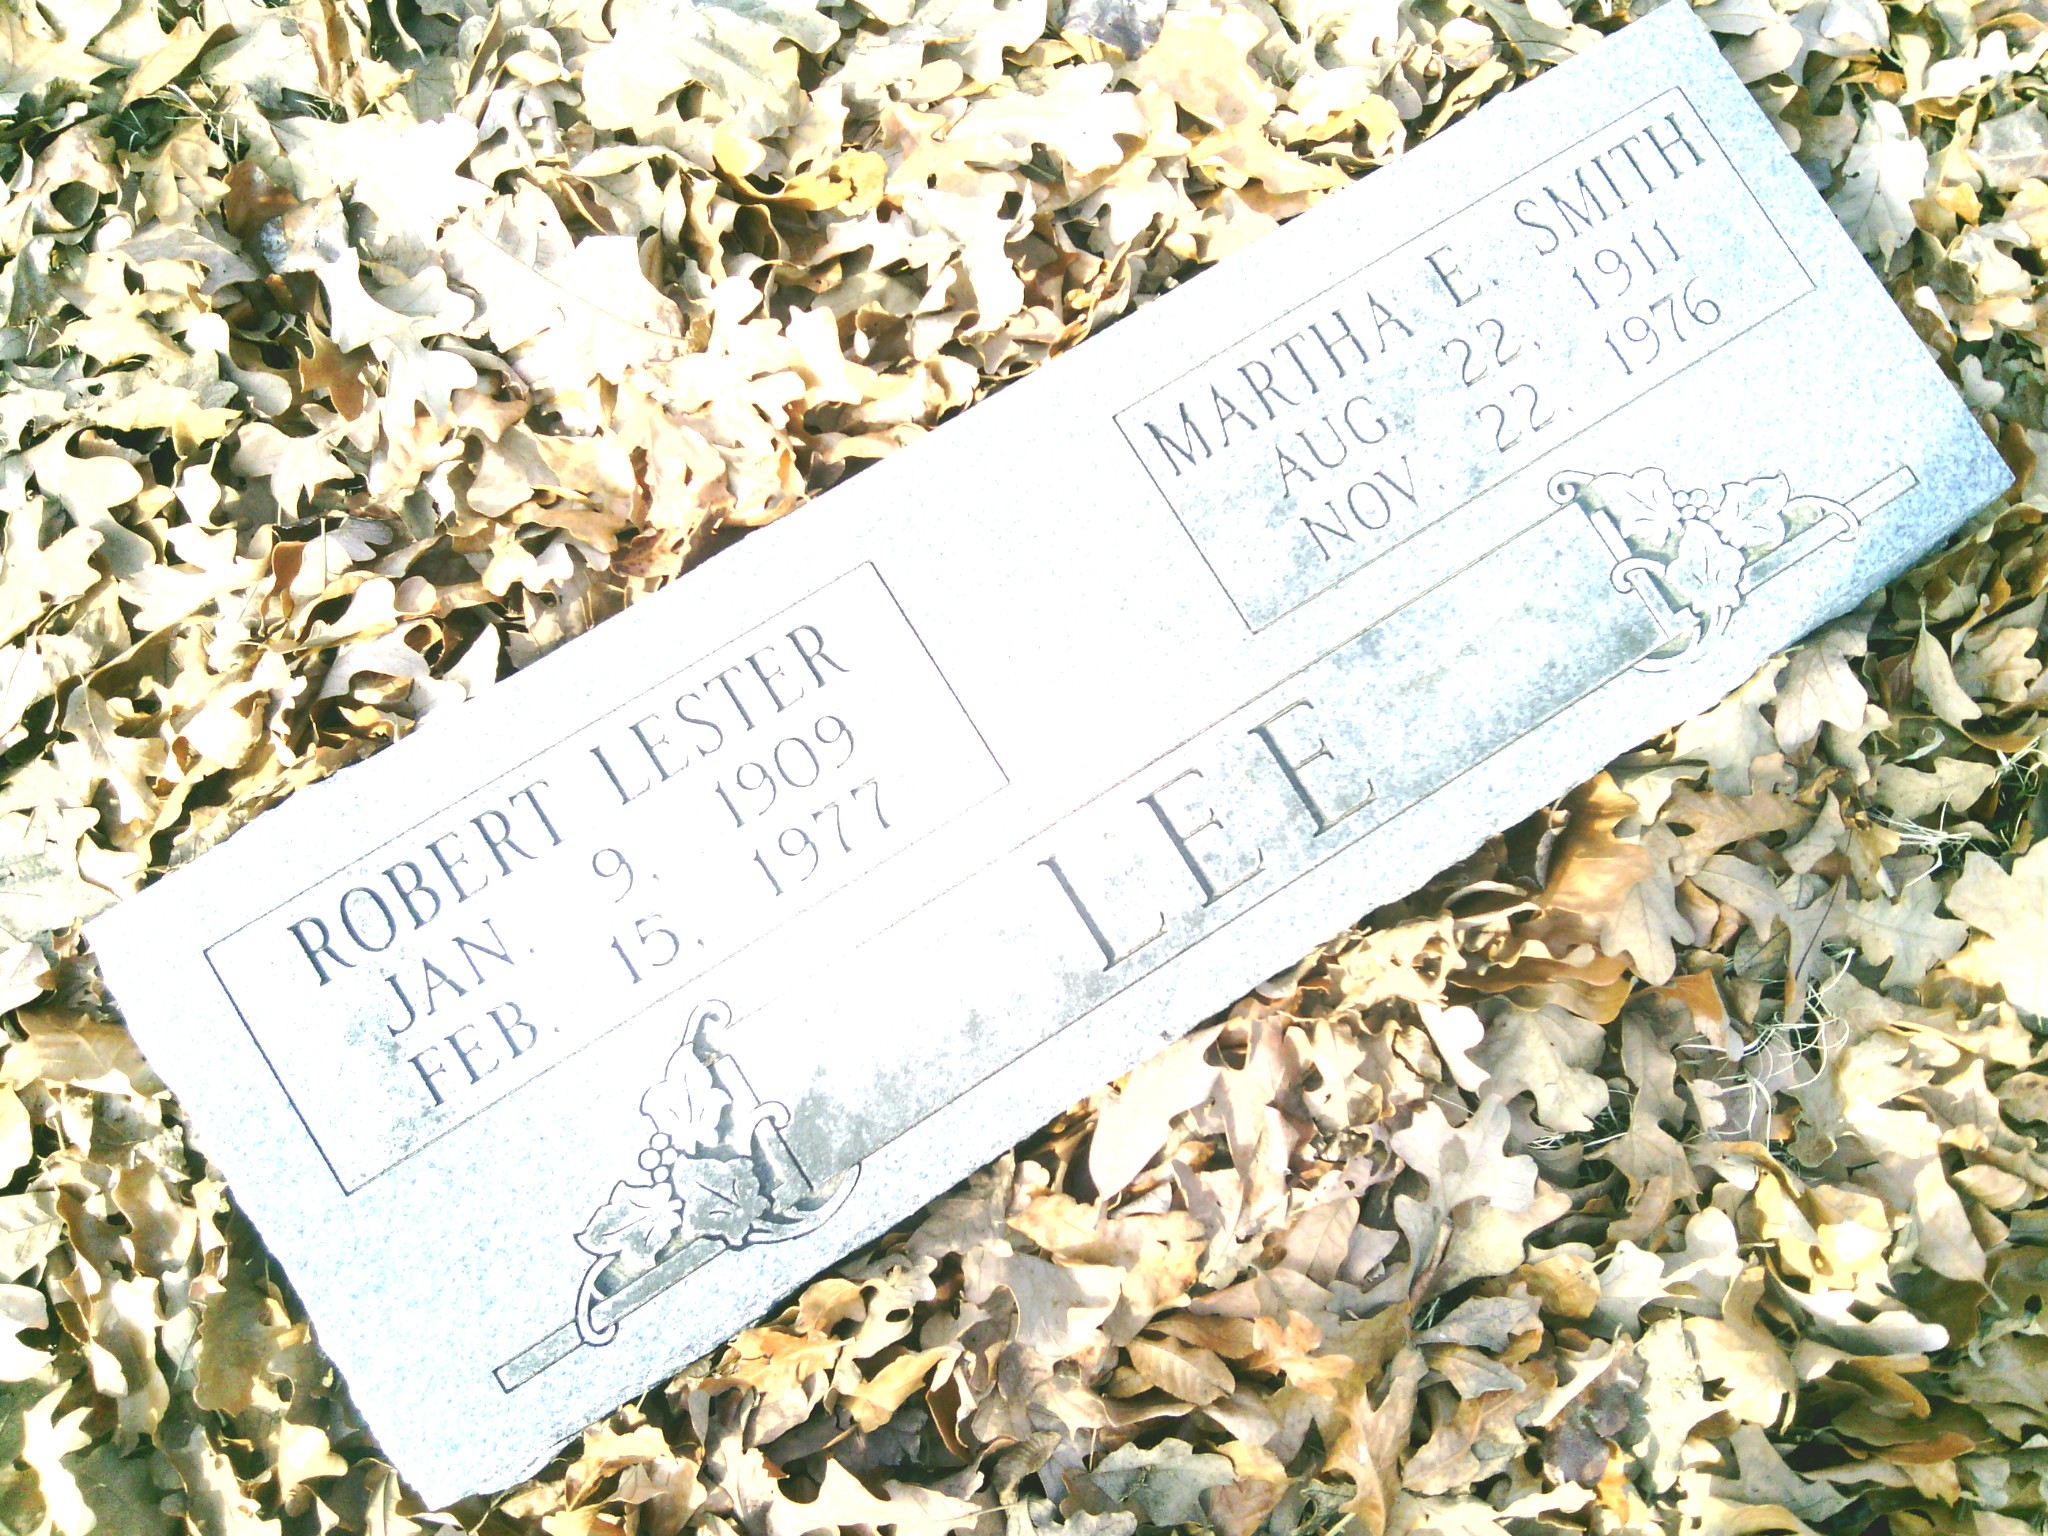 ROBERT LESTER
JAN. 9, 1909
FEB. 15, 1977
MARTHA E. SMITH
AUG 22, 1911
NOV. 22, 1976
LEE